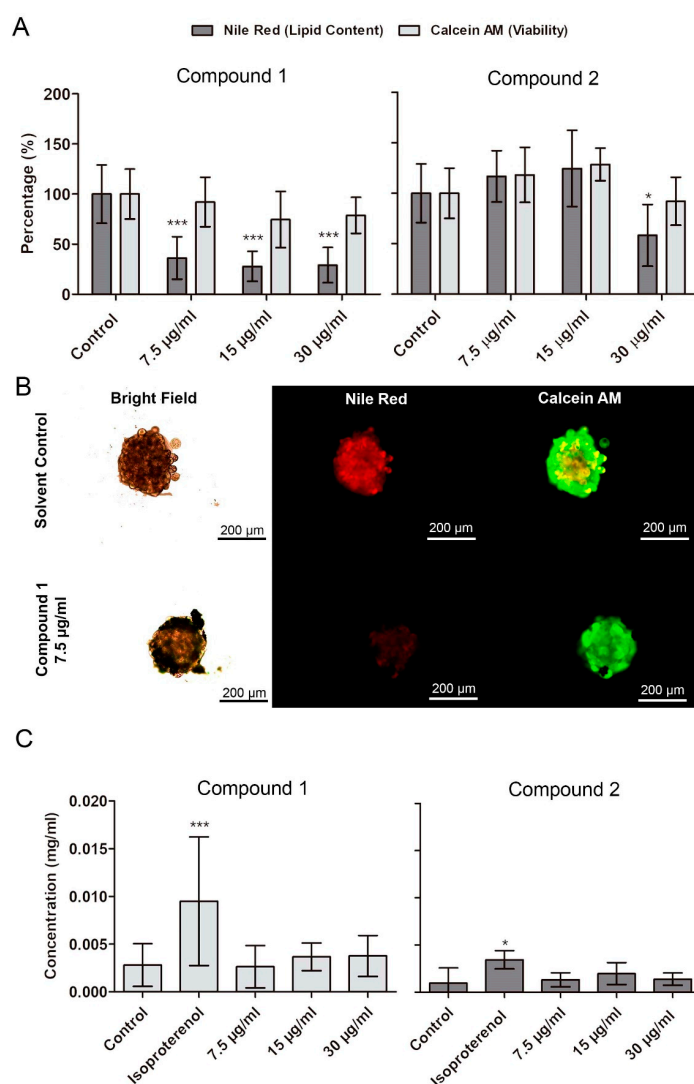 A
Nile Red (Lipid Content) Calcein AM (Viability)
Compound 1 Compound 2
Percentage (%)
200
150
100
50
0
***
***
***
*
Control 7.5 µg/ml 15 µg/ml 30 µg/ml Control 7.5 µg/ml 15 µg/ml 30 µg/ml
B
Bright Field Nile Red Calcein AM
Solvent Control
200 µm 200 µm 200 µm
Compound 1
7.5 µg/ml
200 µm 200 µm 200 µm
C
Compound 1 Compound 2
Concentration (mg/ml)
0.020
0.015
0.010
0.005
0.000
***
*
Control Isoproterenol 7.5 µg/ml 15 µg/ml 30 µg/ml Control Isoproterenol 7.5 µg/ml 15 µg/ml 30 µg/ml